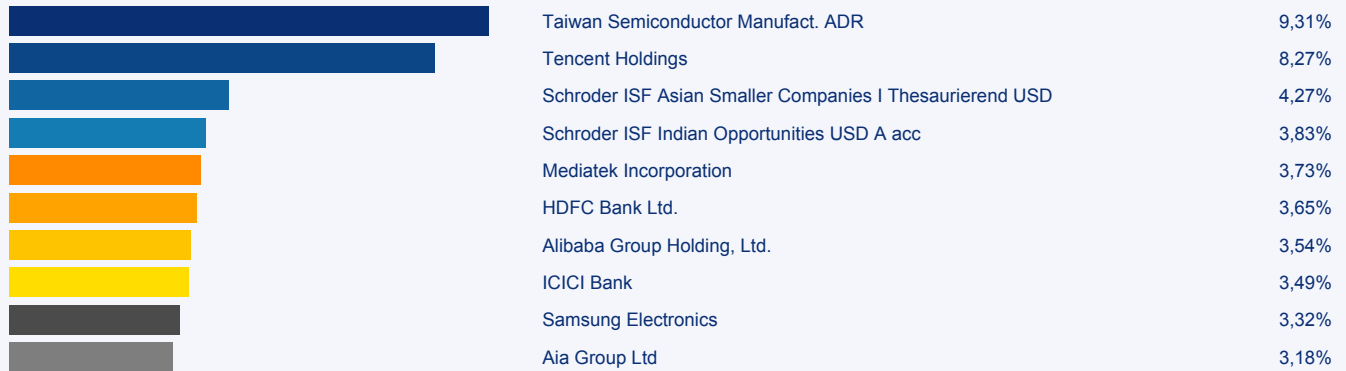 Taiwan Semiconductor Manufact. ADR 9,31%
Tencent Holdings 8,27%
Schroder ISF Asian Smaller Companies I Thesaurierend USD 4,27%
Schroder ISF Indian Opportunities USD A acc 3,83%
Mediatek Incorporation 3,73%
HDFC Bank Ltd. 3,65%
Alibaba Group Holding, Ltd. 3,54%
ICICI Bank 3,49%
Samsung Electronics 3,32%
Aia Group Ltd 3,18%